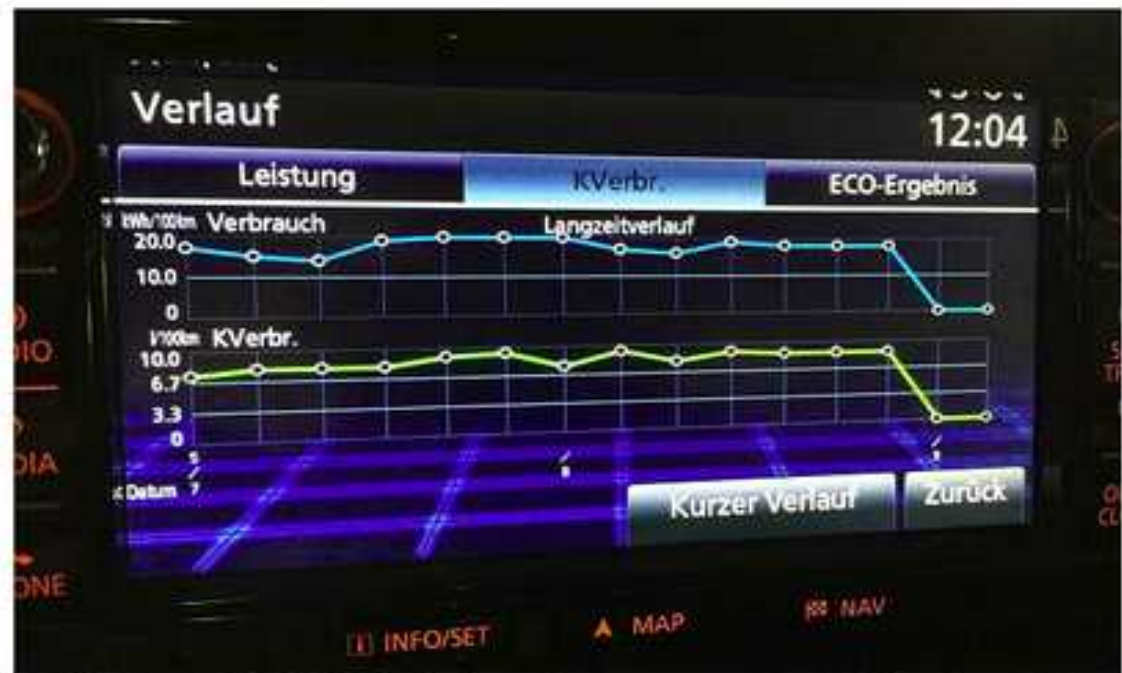 Verlauf
12:04
Leistung KVerbr. ECO-Ergebnis
kWh/100km Verbrauch Langzeitverlauf
20.0
10.0
0
l/100km KVerbr.
10.0
6.7
3.3
0
Datum 7
Kurzer Verlauf Zurück
INFO/SET MAP NAV